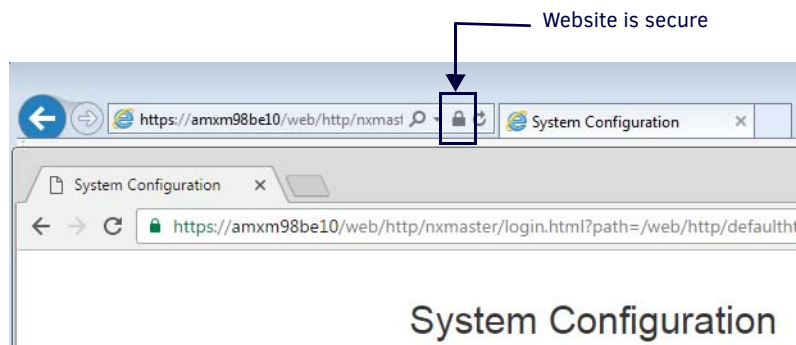 Website is secure
https://amxm98be10/web/http/nxmast
System Configuration
System Configuration
https://amxm98be10/web/http/nxmaster/login.html?path=/web/http/defaultht
System Configuration